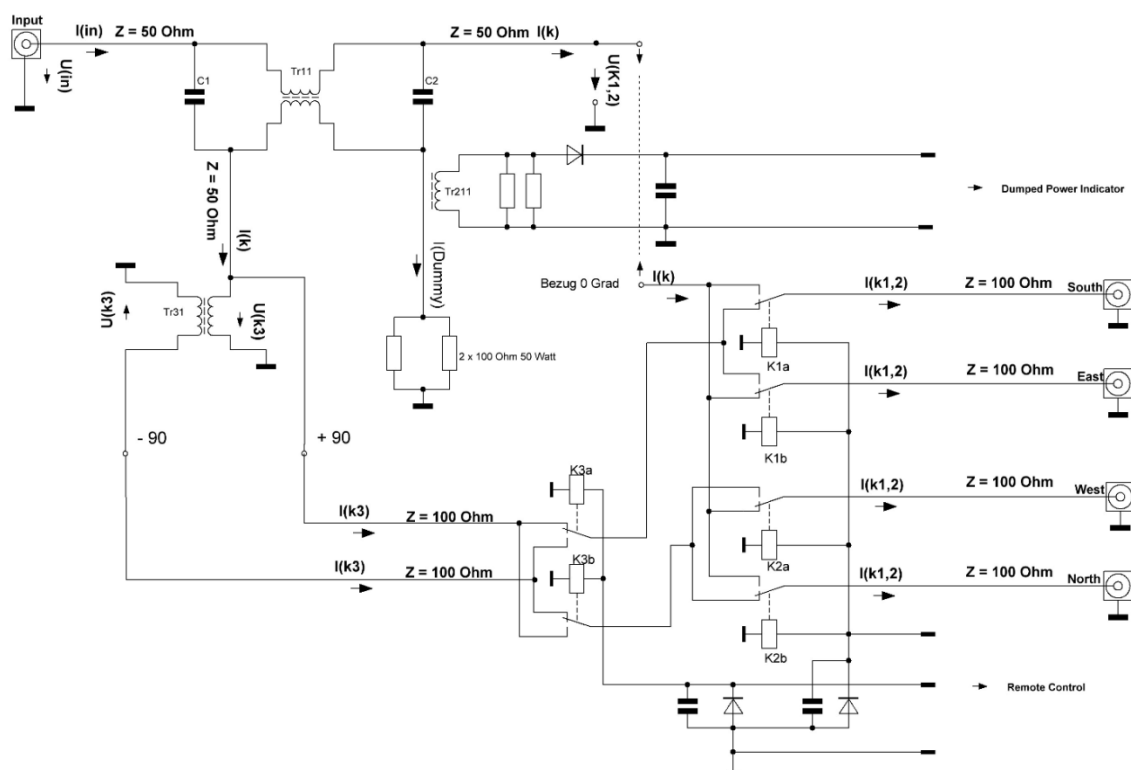 Input
I(in)
Z = 50 Ohm
Z = 50 Ohm
I(k)
U(in)
C1
Tr11
C2
U(K1,2)
Z = 50 Ohm
I(k)
Tr211
Dumped Power Indicator
I(Dummy)
Bezug 0 Grad
I(k)
U(k3)
Tr31
U(k3)
2 x 100 Ohm 50 Watt
I(k1,2)
Z = 100 Ohm
South
K1a
I(k1,2)
Z = 100 Ohm
East
K1b
- 90
+ 90
K3a
I(k1,2)
Z = 100 Ohm
West
I(k3)
Z = 100 Ohm
K2a
K3b
I(k3)
Z = 100 Ohm
I(k1,2)
Z = 100 Ohm
North
K2b
Remote Control